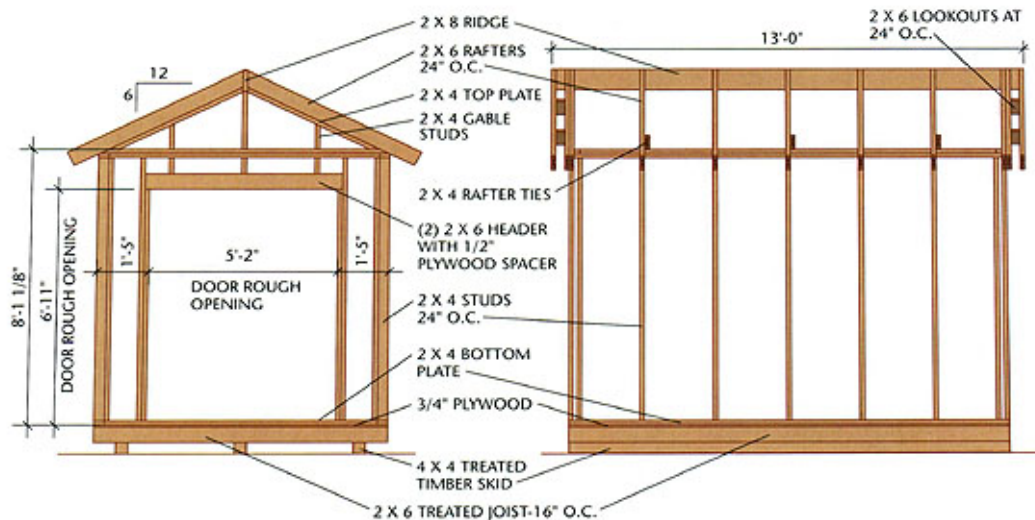 2 X 8 RIDGE
2 X 6 LOOKOUTS AT
24" O.C.
13'-0"
2 X 6 RAFTERS
24" O.C.
12
6
2 X 4 TOP PLATE
2 X 4 GABLE
STUDS
2 X 4 RAFTER TIES
(2) 2 X 6 HEADER
WITH 1/2"
PLYWOOD SPACER
8'-1 1/8"
6'-11"
DOOR ROUGH OPENING
1'-5"
5'-2"
1'-5"
DOOR ROUGH
OPENING
2 X 4 STUDS
24" O.C.
2 X 4 BOTTOM
PLATE
3/4" PLYWOOD
4 X 4 TREATED
TIMBER SKID
2 X 6 TREATED JOIST-16" O.C.